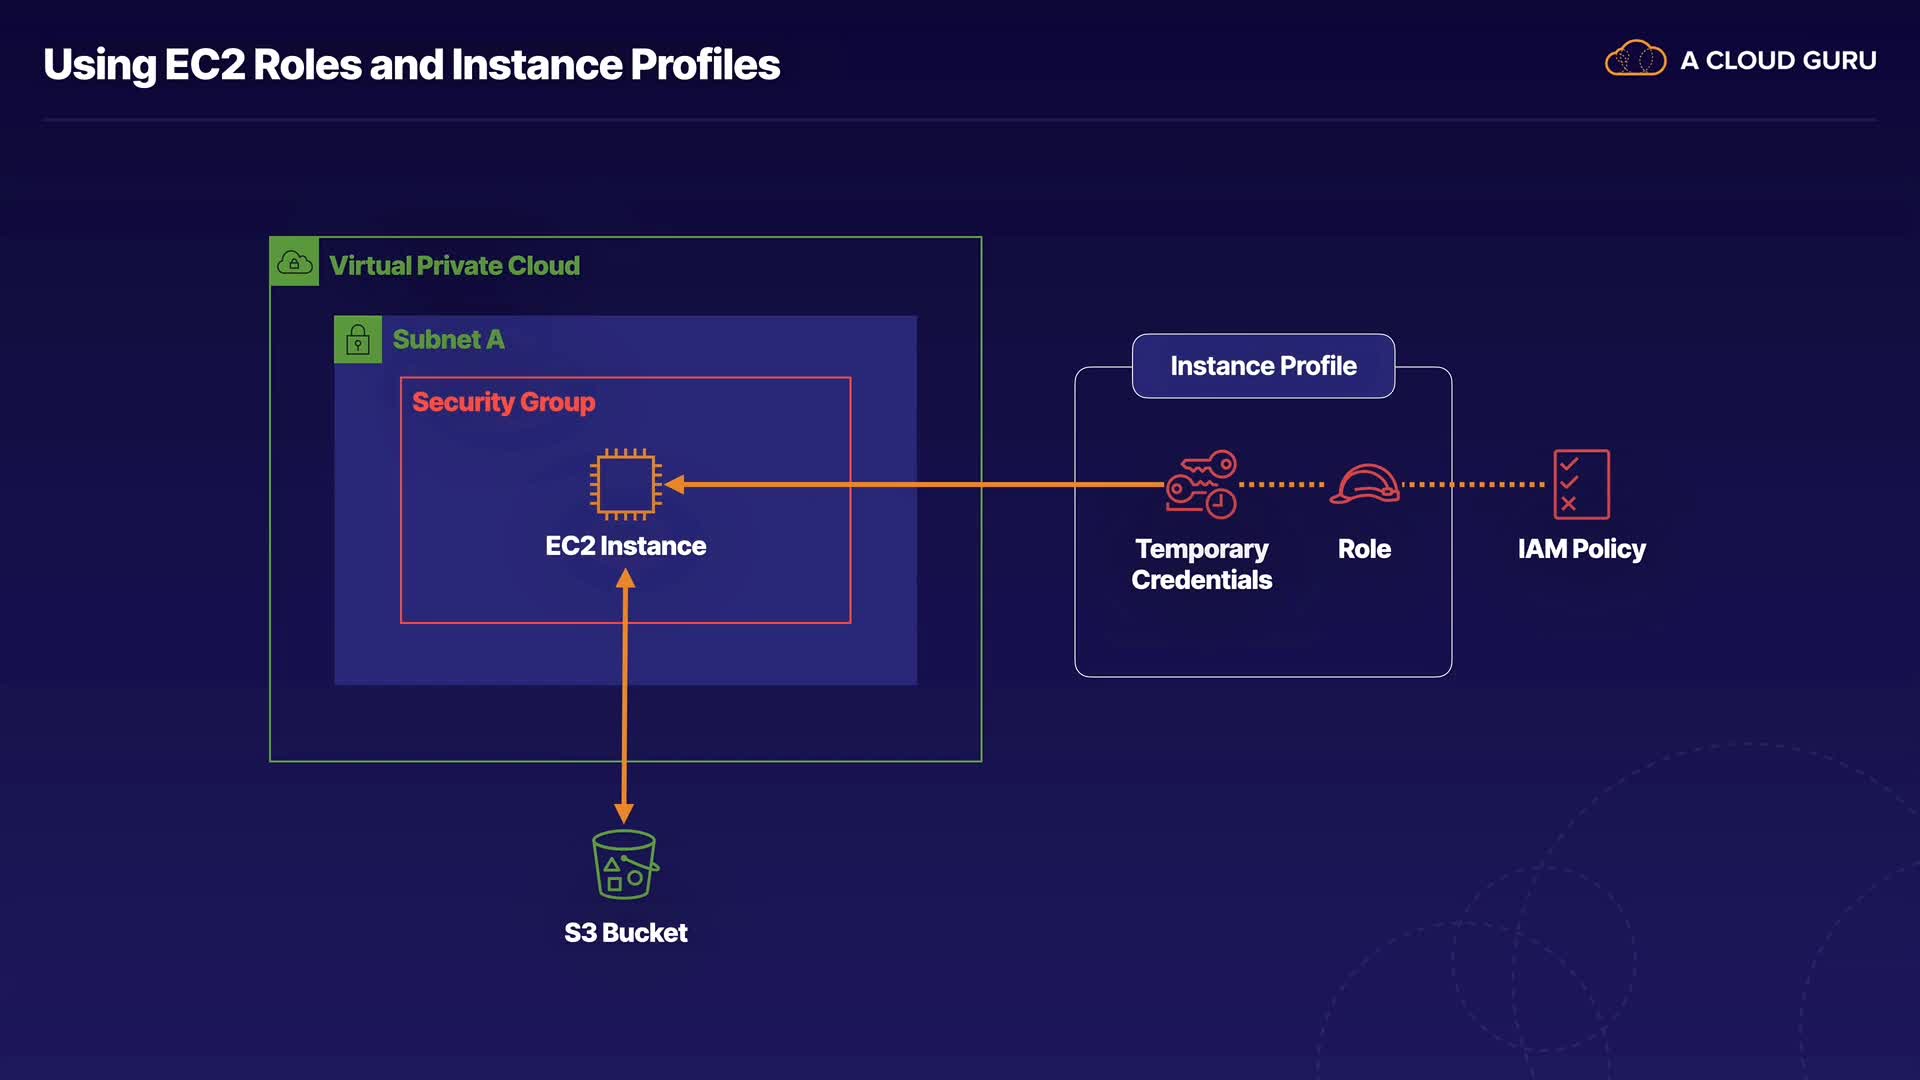 Using EC2 Roles and Instance Profiles
A CLOUD GURU
Virtual Private Cloud
Subnet A
Security Group
EC2 Instance
S3 Bucket
Instance Profile
Temporary
Credentials
Role
IAM Policy